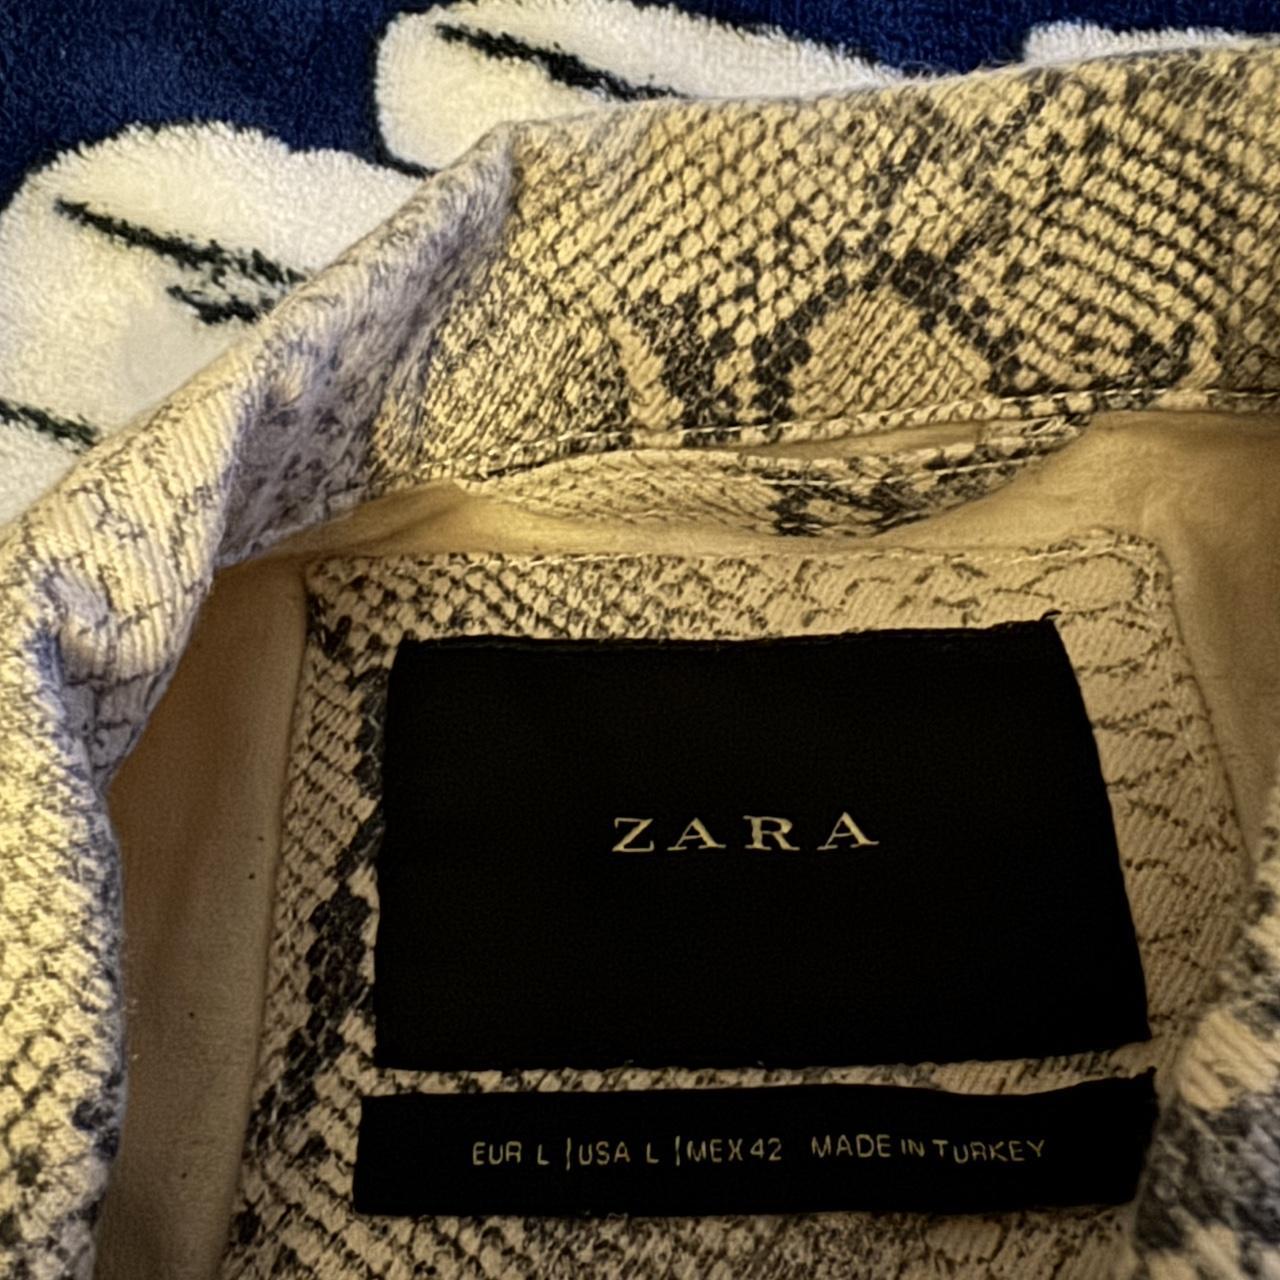 ZARA
EUR L | USA L | MEX 42 MADE IN TURKEY